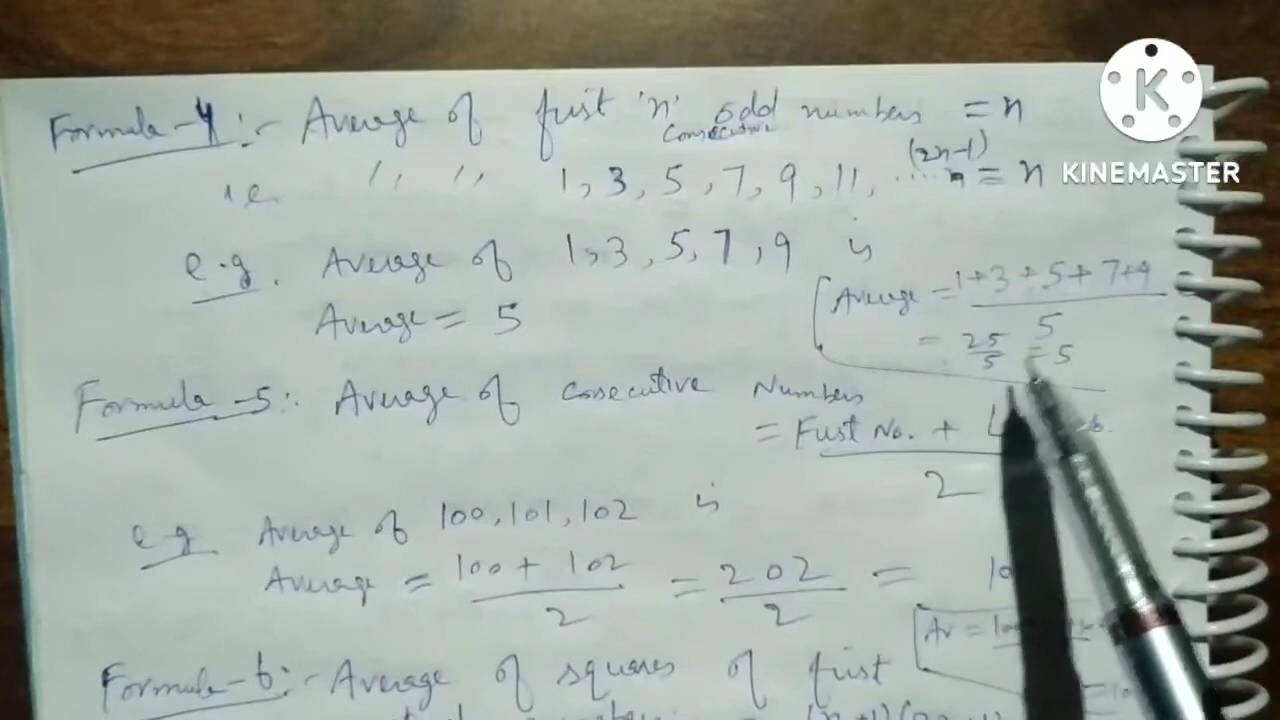 Formula-4:- Average of first 'n' odd numbers = n
Consecutive
i.e. " " 1, 3, 5, 7, 9, 11, ... (2n-1) = n
e.g. Average of 1, 3, 5, 7, 9 is
Average = 5
Average = 1+3+5+7+9
5
= 25/5 = 5
Formula-5:- Average of Cosecutive Numbers
= First No. +
2
e.g. Average of 100, 101, 102 is
Average = 100 + 102 / 2 = 202 / 2 =
Av =
Formula-6:- Average of squares of first
K
KINEMASTER